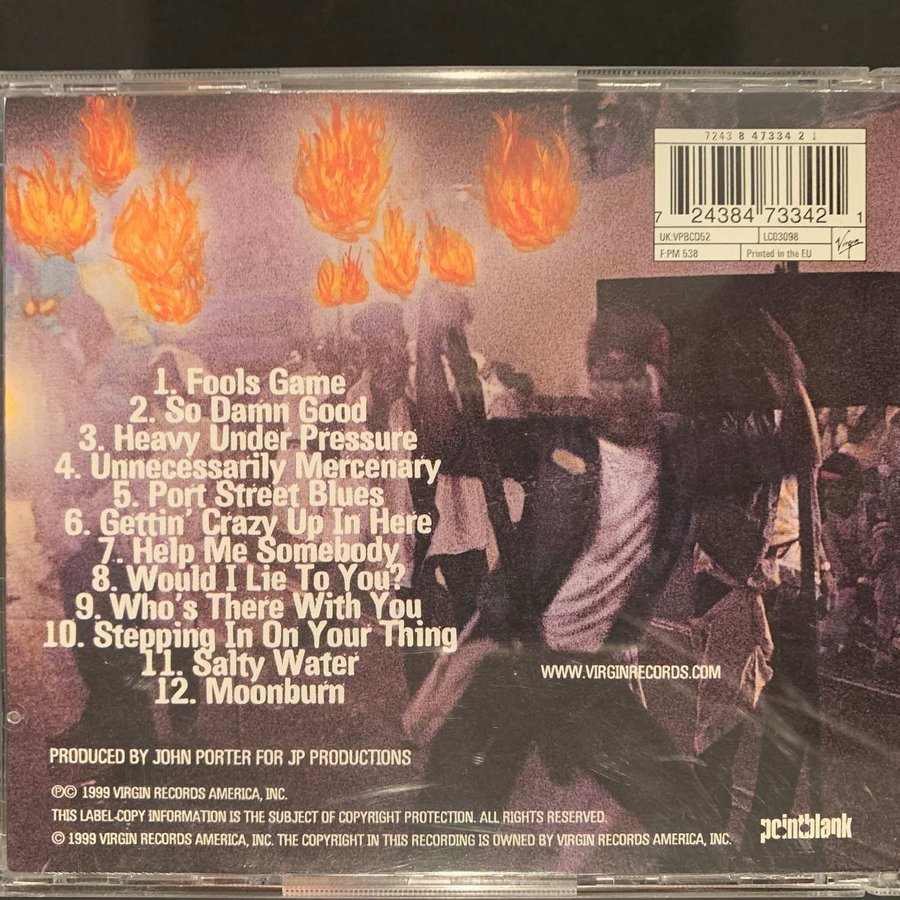 7243 8 47334 2 1
7 24384 73342 1
UK:VPBCD52
LC03098
F:PM 538
Printed in the EU
Virgin
1. Fools Game
2. So Damn Good
3. Heavy Under Pressure
4. Unnecessarily Mercenary
5. Port Street Blues
6. Gettin' Crazy Up In Here
7. Help Me Somebody
8. Would I Lie To You?
9. Who's There With You
10. Stepping In On Your Thing
11. Salty Water
12. Moonburn
WWW.VIRGINRECORDS.COM
PRODUCED BY JOHN PORTER FOR JP PRODUCTIONS
℗© 1999 VIRGIN RECORDS AMERICA, INC.
THIS LABEL-COPY INFORMATION IS THE SUBJECT OF COPYRIGHT PROTECTION. ALL RIGHTS RESERVED.
© 1999 VIRGIN RECORDS AMERICA, INC. THE COPYRIGHT IN THIS RECORDING IS OWNED BY VIRGIN RECORDS AMERICA, INC.
pointblank